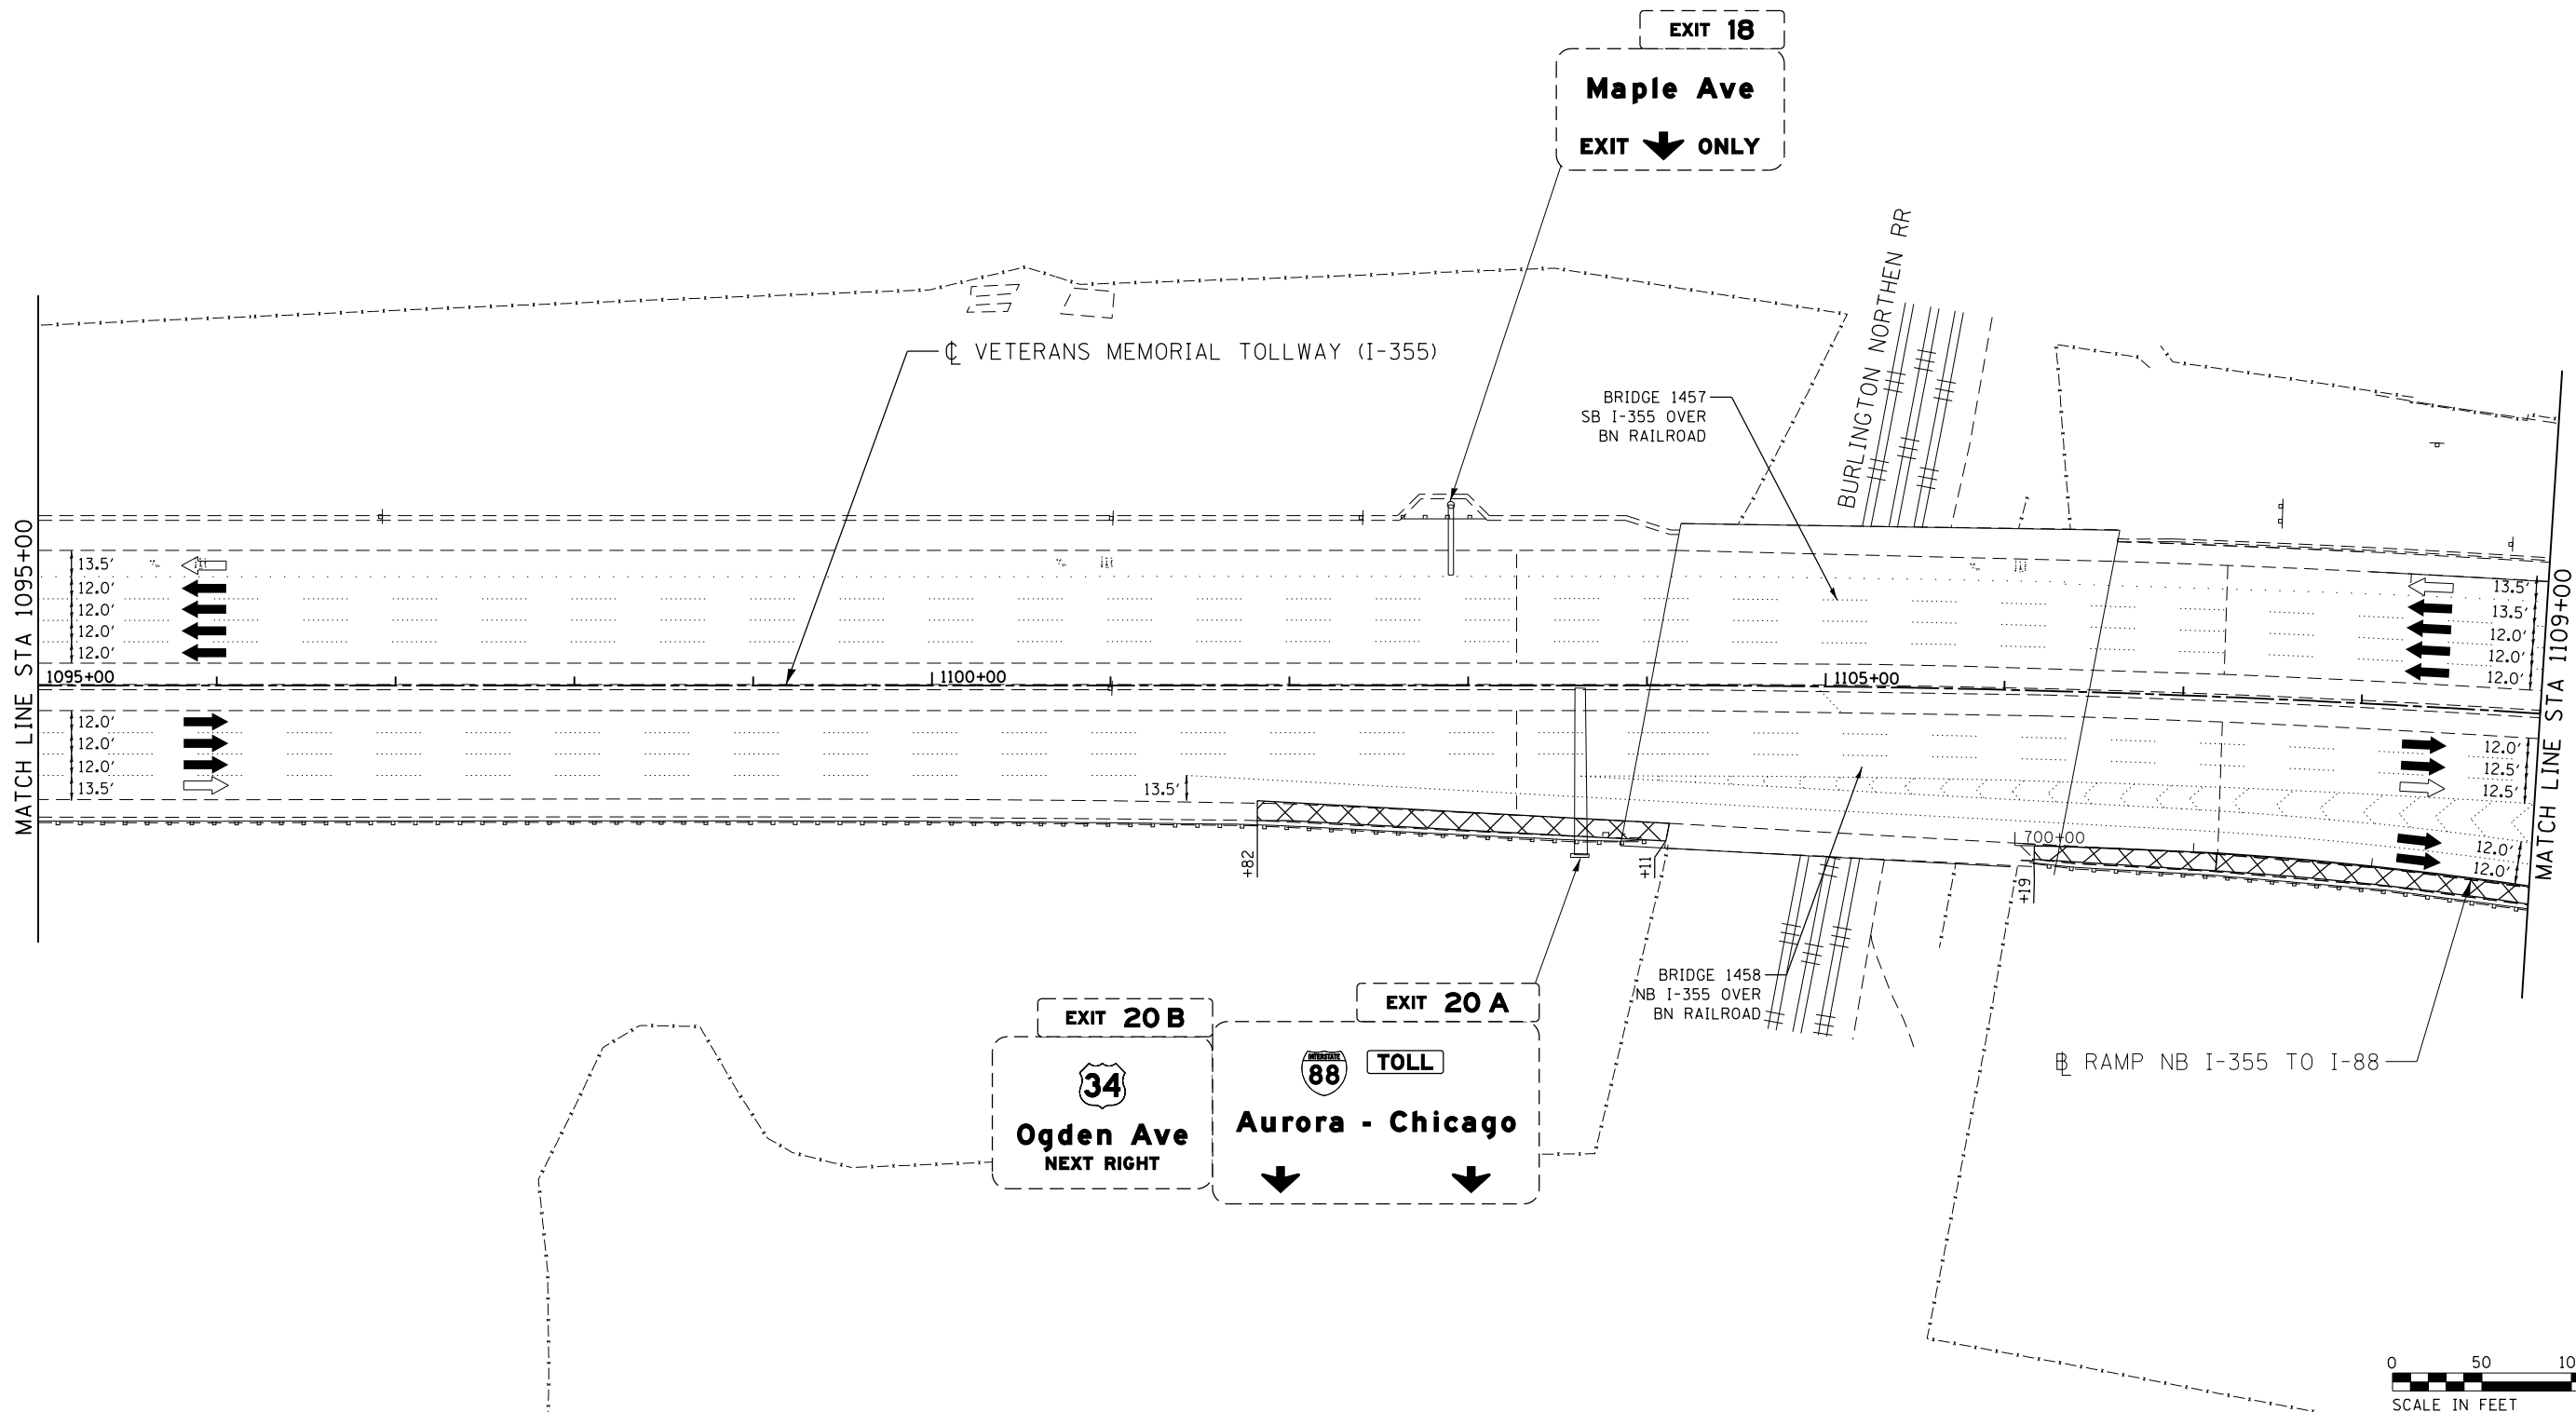 EXIT 18
Maple Ave
EXIT ONLY
BURLINGTON NORTHEN RR
℄ VETERANS MEMORIAL TOLLWAY (I-355)
BRIDGE 1457
SB I-355 OVER
BN RAILROAD
MATCH LINE STA 1095+00
13.5'
12.0'
12.0'
12.0'
12.0'
13.5'
13.5'
12.0'
12.0'
12.0'
MATCH LINE STA 1109+00
1095+00
1100+00
1105+00
12.0'
12.0'
12.0'
13.5'
13.5'
12.0'
12.5'
12.5'
700+00
12.0'
12.0'
+82
+11
+19
BRIDGE 1458
NB I-355 OVER
BN RAILROAD
EXIT 20 B
34
Ogden Ave
NEXT RIGHT
EXIT 20 A
INTERSTATE
88
TOLL
Aurora - Chicago
B RAMP NB I-355 TO I-88
0 50
SCALE IN FEET